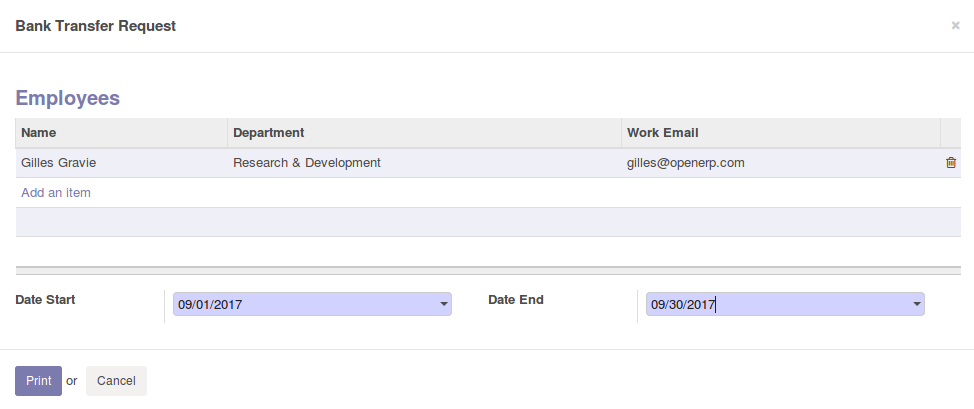 Bank Transfer Request ×
Employees
Name Department Work Email
Gilles Gravie Research & Development gilles@openerp.com
Add an item
Date Start 09/01/2017 Date End 09/30/2017
Print or Cancel